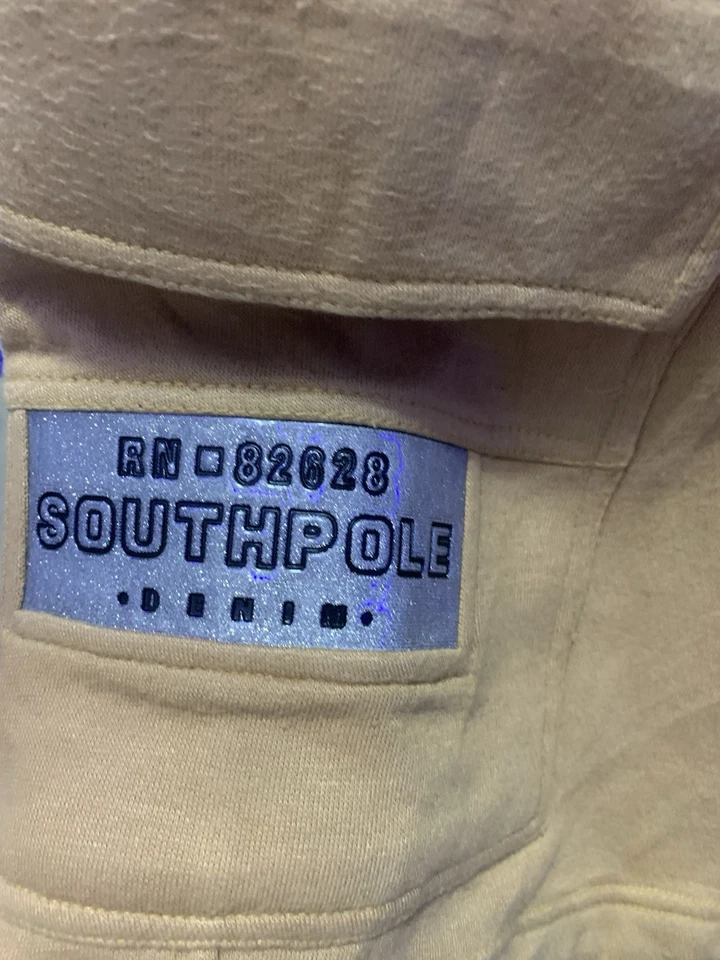 RN 82628
SOUTHPOLE
• DENIM •